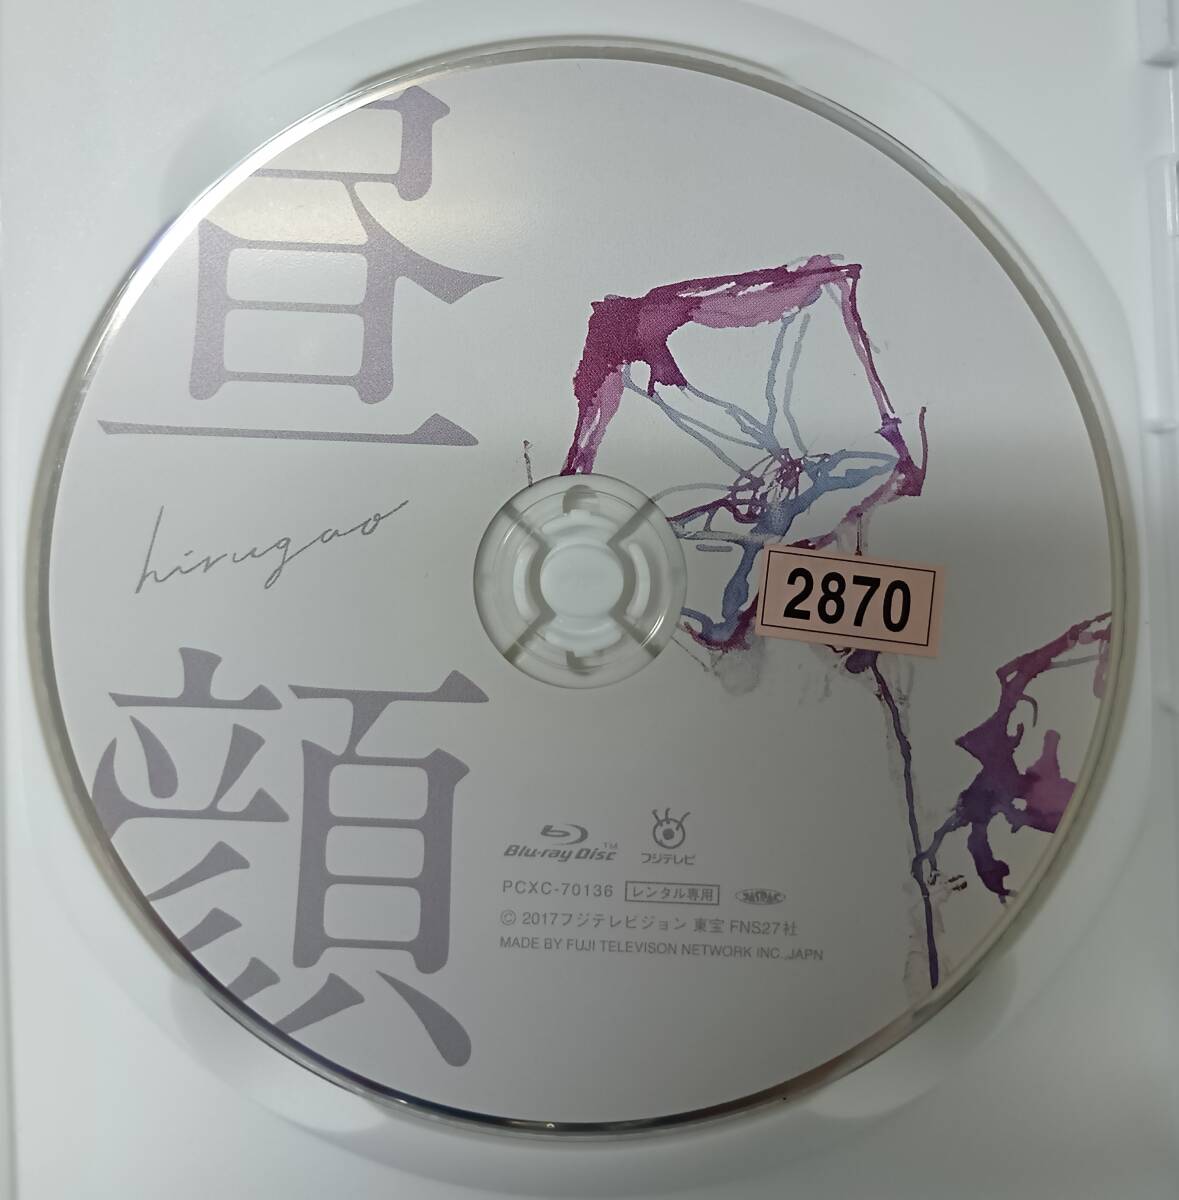 昼
hirugao
顔
2870
Blu-ray Disc™
フジテレビ
PCXC-70136 レンタル専用
© 2017フジテレビジョン 東宝 FNS27社
MADE BY FUJI TELEVISON NETWORK INC.,JAPN